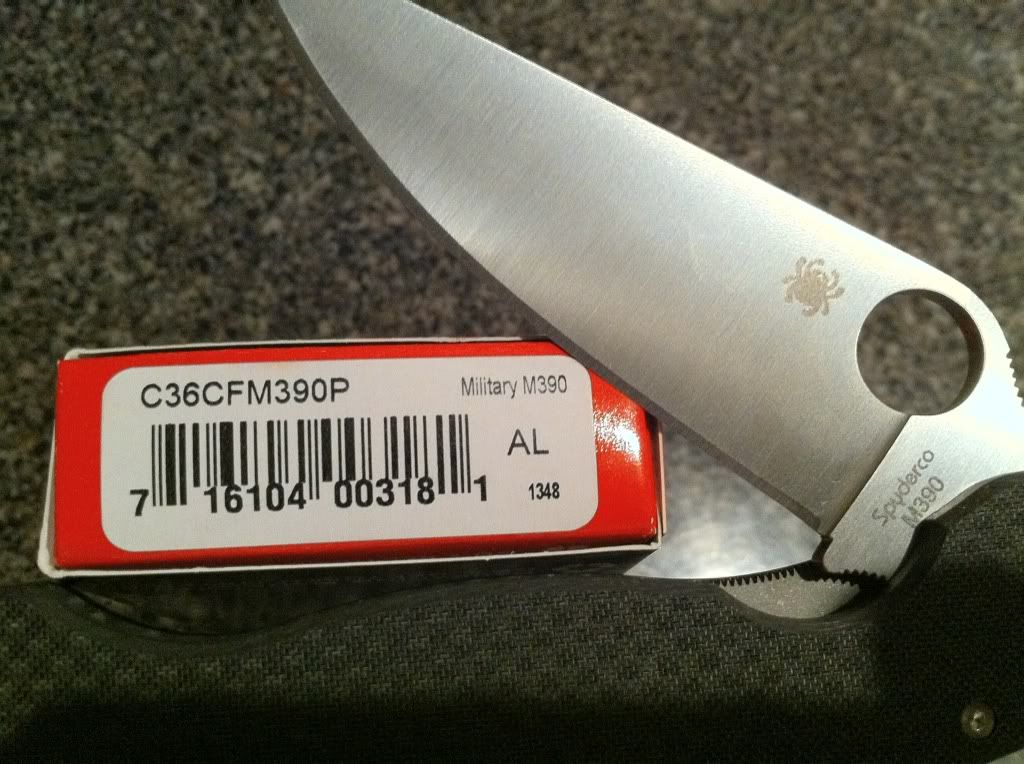 C36CFM390P
Military M390
AL
7 16104 00318 1
1348
Spyderco
M390